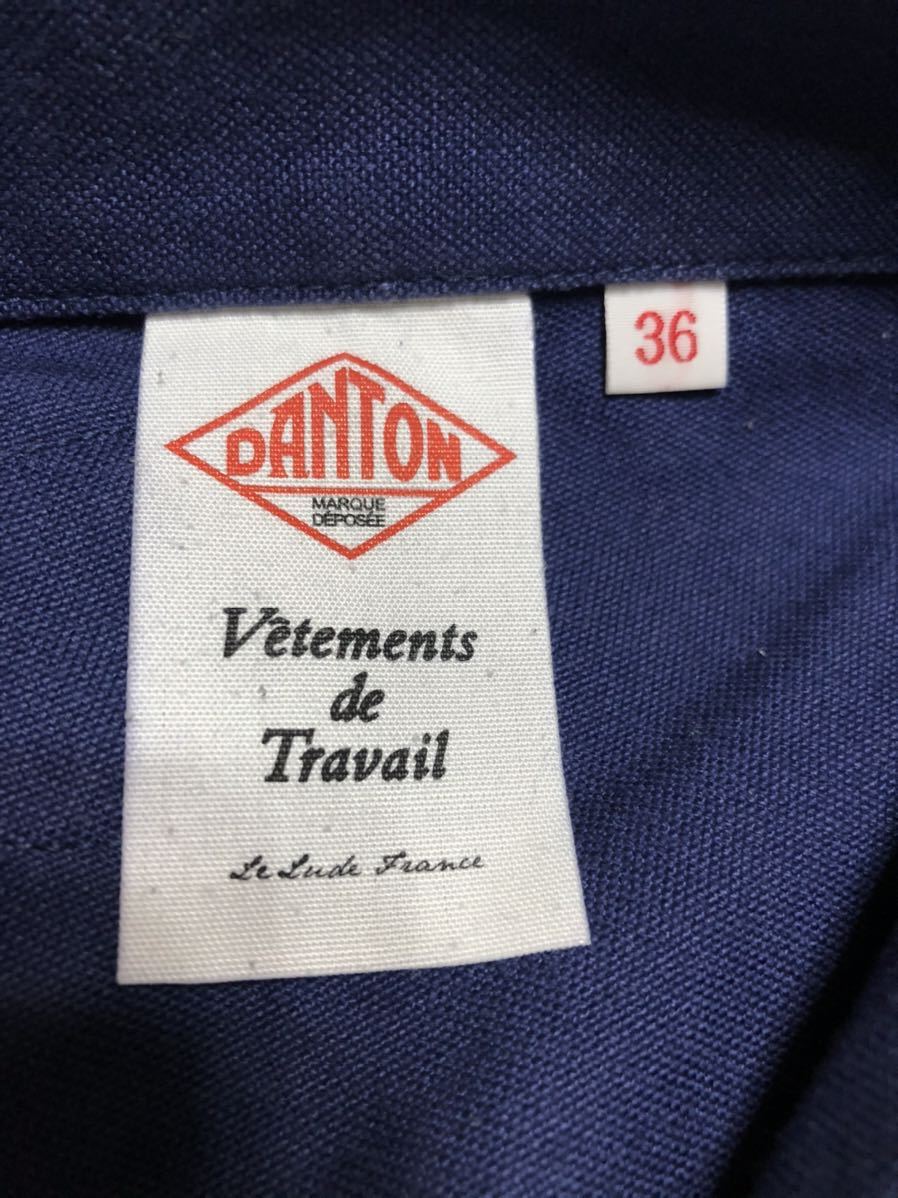 DANTON
MARQUE
DÉPOSÉE
Vêtements
de
Travail
Le Lude France
36